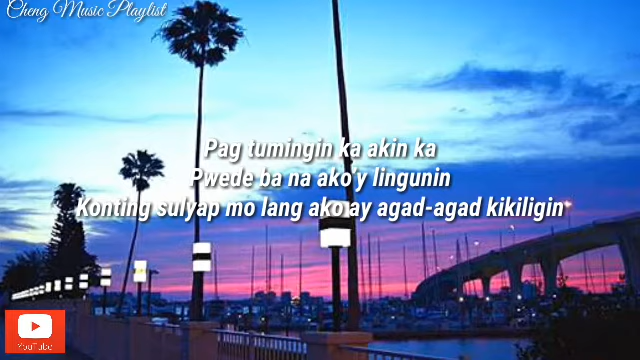 Cheng Music Playlist
Pag tumingin ka akin ka
Pwede ba na ako'y lingunin
Konting sulyap mo lang ako ay agad-agad kikiligin
YouTube